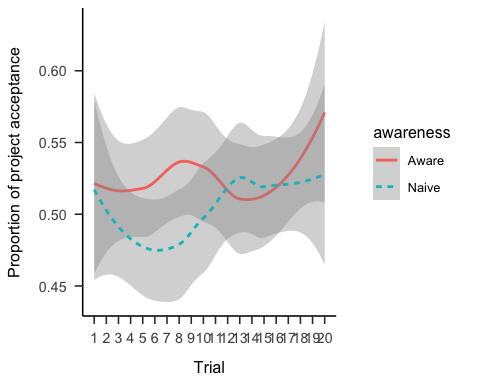 Proportion of project acceptance
0.60
0.55
0.50
0.45
1 2 3 4 5 6 7 8 9 10 11 12 13 14 15 16 17 18 19 20
Trial
awareness
Aware
Naive